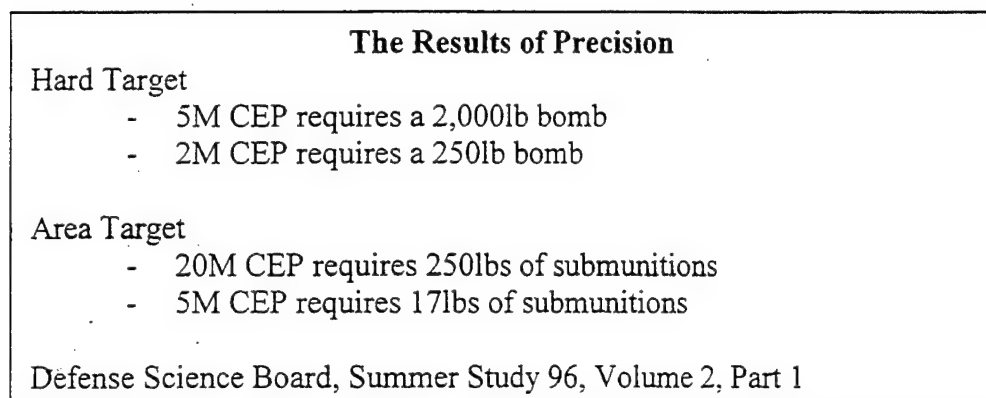 The Results of Precision
Hard Target
- 5M CEP requires a 2,000lb bomb
- 2M CEP requires a 250lb bomb
Area Target
- 20M CEP requires 250lbs of submunitions
- 5M CEP requires 17lbs of submunitions
Defense Science Board, Summer Study 96, Volume 2, Part 1